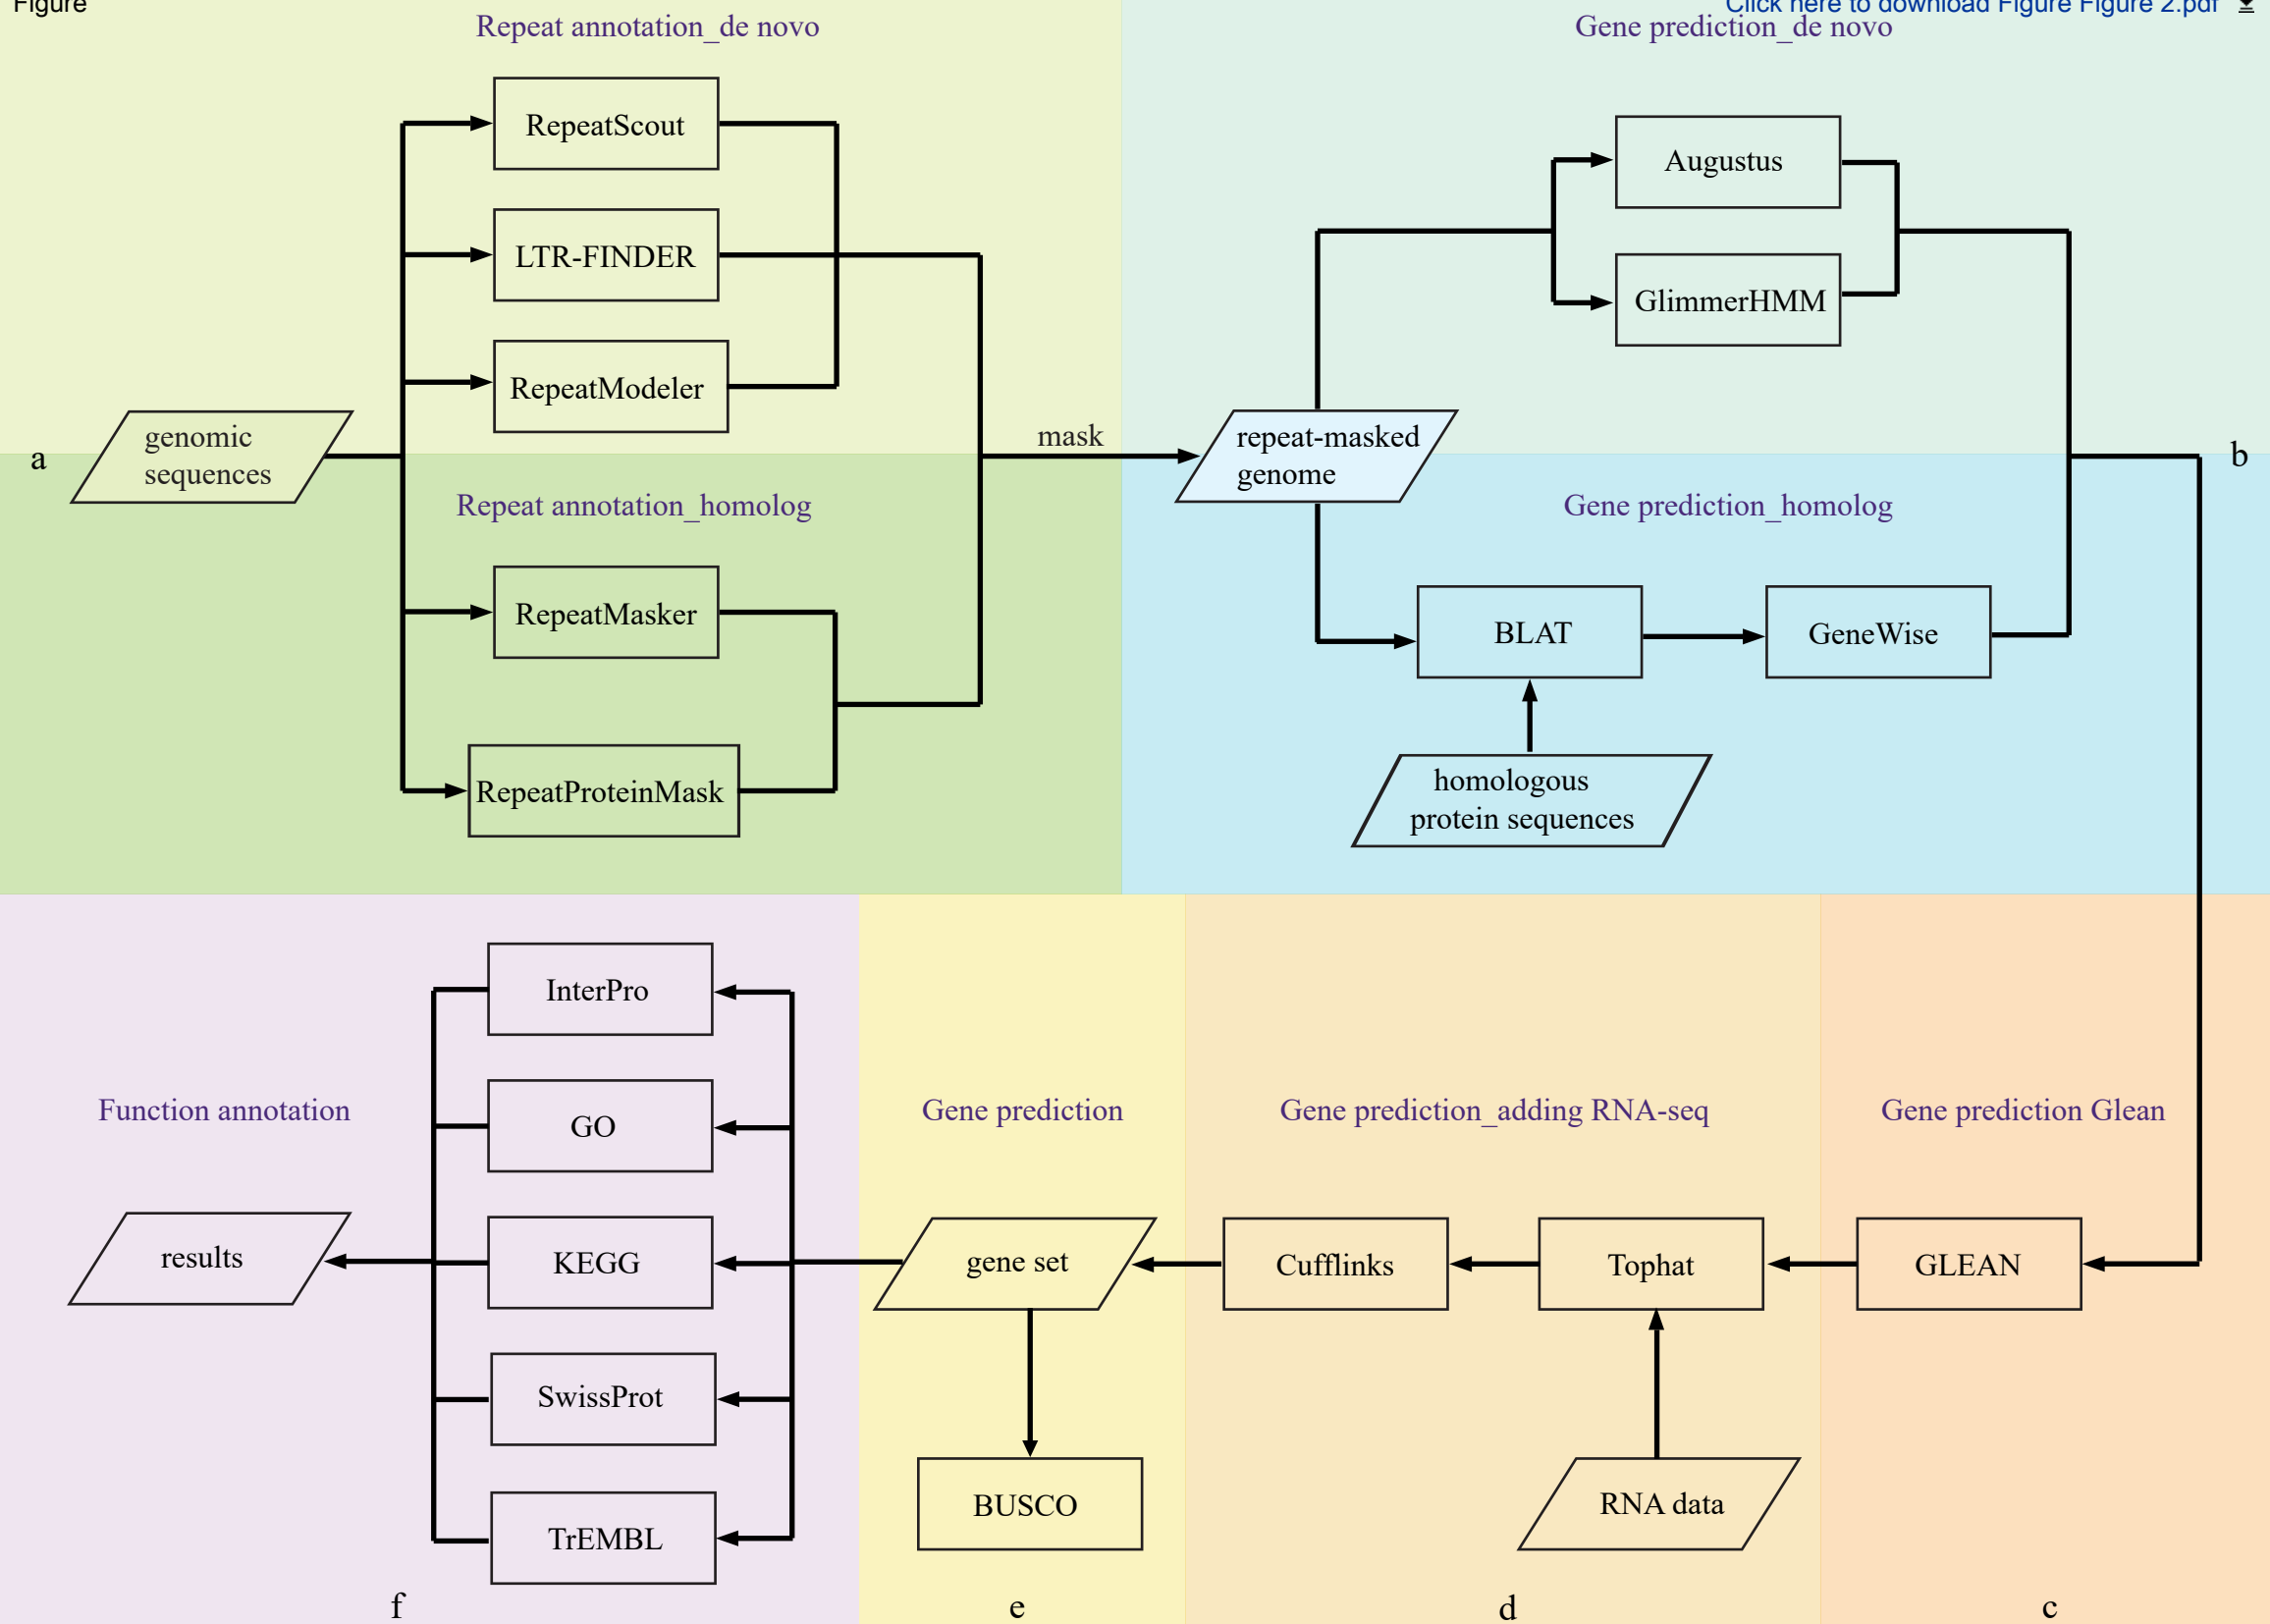 Figure
Click here to download Figure Figure 2.pdf
Repeat annotation_de novo
Gene prediction_de novo
RepeatScout
LTR-FINDER
RepeatModeler
genomic
sequences
a
Repeat annotation_homolog
RepeatMasker
RepeatProteinMask
mask
Augustus
GlimmerHMM
repeat-masked
genome
b
Gene prediction_homolog
BLAT
GeneWise
homologous
protein sequences
Function annotation
InterPro
GO
KEGG
SwissProt
TrEMBL
results
f
Gene prediction
gene set
BUSCO
e
Gene prediction_adding RNA-seq
Cufflinks
Tophat
RNA data
d
Gene prediction Glean
GLEAN
c